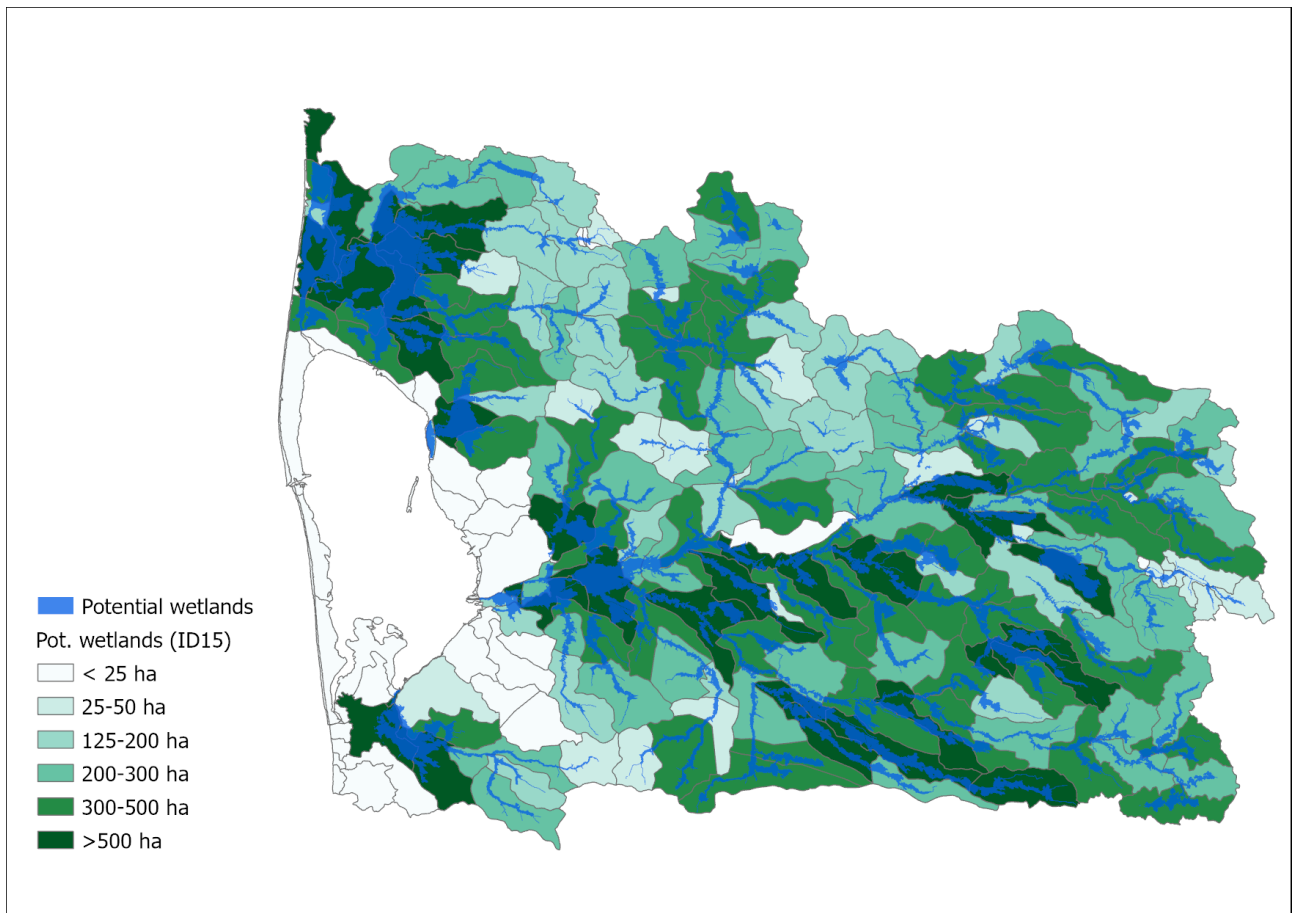 Potential wetlands
Pot. wetlands (ID15)
< 25 ha
25-50 ha
125-200 ha
200-300 ha
300-500 ha
>500 ha